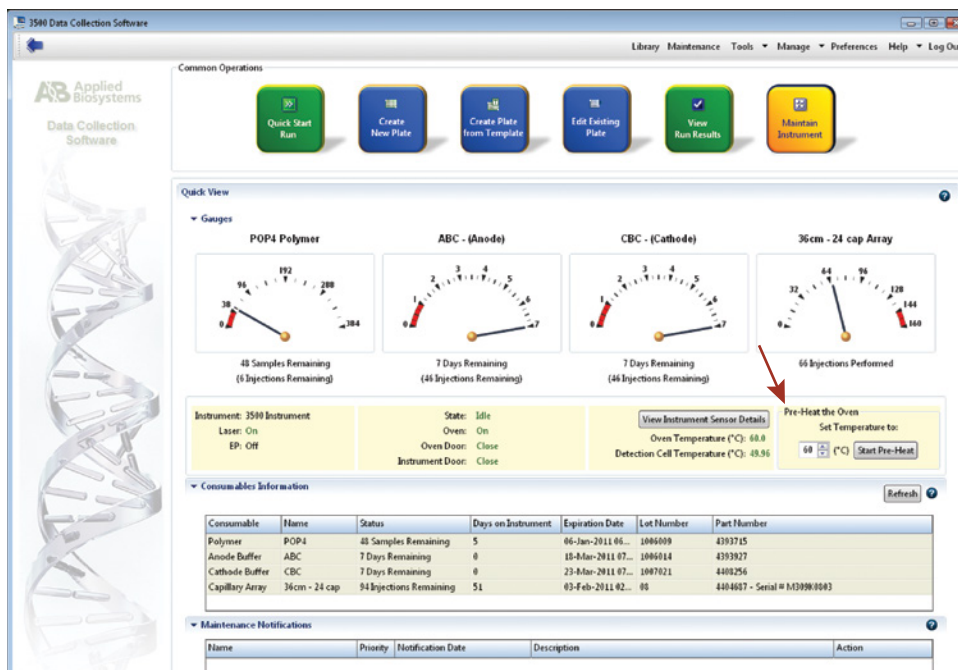 3500 Data Collection Software
Library Maintenance Tools Manage Preferences Help Log Ou
AB Applied Biosystems
Data Collection
Software
Common Operations
Quick Start
Run
Create
New Plate
Create Plate
from Template
Edit Existing
Plate
View
Run Results
Maintain
Instrument
Quick View
Gauges
POP4 Polymer
0 38 96 192 288 384
48 Samples Remaining
(6 Injections Remaining)
ABC - (Anode)
0 1 2 3 4 5 6 7
7 Days Remaining
(46 Injections Remaining)
CBC - (Cathode)
0 1 2 3 4 5 6 7
7 Days Remaining
(46 Injections Remaining)
36cm - 24 cap Array
0 32 64 96 128 144 160
66 Injections Performed
Instrument: 3500 Instrument
Laser: On
EP: Off
State: Idle
Oven: On
Oven Door: Close
Instrument Door: Close
View Instrument Sensor Details
Oven Temperature (°C): 60.0
Detection Cell Temperature (°C): 49.96
Pre-Heat the Oven
Set Temperature to:
60 (°C) Start Pre-Heat
Consumables Information
Refresh
Consumable Name Status Days on Instrument Expiration Date Lot Number Part Number
Polymer POP4 48 Samples Remaining 5 06-Jan-2011 06... 1006009 4393715
Anode Buffer ABC 7 Days Remaining 0 18-Mar-2011 07... 1006014 4393927
Cathode Buffer CBC 7 Days Remaining 0 23-Mar-2011 07... 1007021 4408256
Capillary Array 36cm - 24 cap 94 Injections Remaining 51 03-Feb-2011 02... 08 4404687 - Serial # M309K0803
Maintenance Notifications
Name Priority Notification Date Description Action